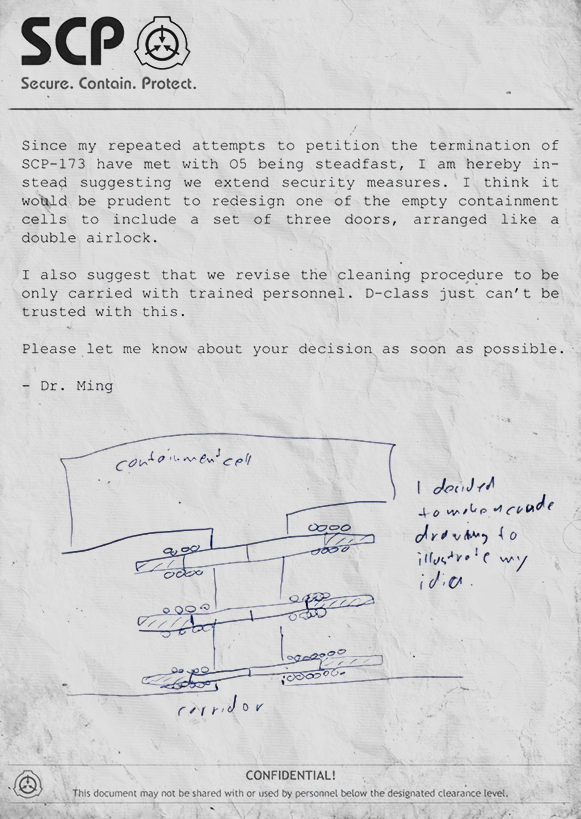 SCP
Secure. Contain. Protect.
Since my repeated attempts to petition the termination of
SCP-173 have met with O5 being steadfast, I am hereby in-
stead suggesting we extend security measures. I think it
would be prudent to redesign one of the empty containment
cells to include a set of three doors, arranged like a
double airlock.
I also suggest that we revise the cleaning procedure to be
only carried with trained personnel. D-class just can't be
trusted with this.
Please let me know about your decision as soon as possible.
- Dr. Ming
containment cell
I decided
to make a crude
drawing to
illustrate my
idea.
corridor
CONFIDENTIAL!
This document may not be shared with or used by personnel below the designated clearance level.